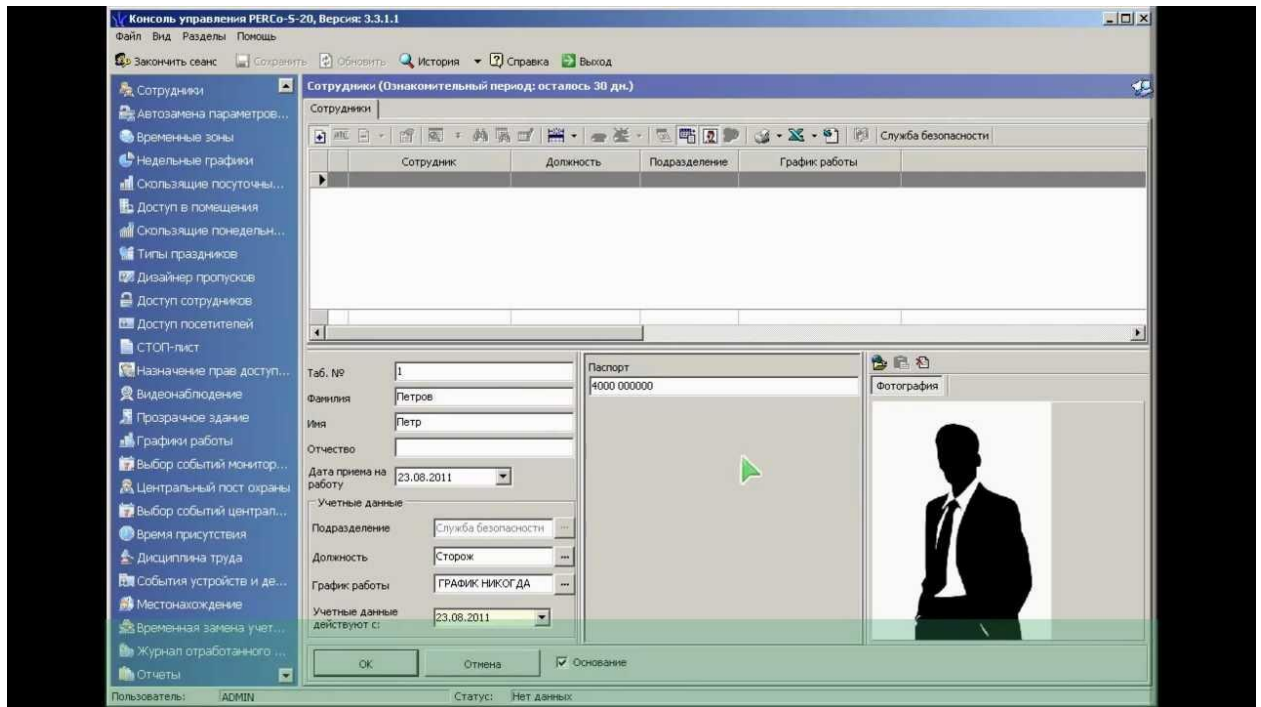 Консоль управления PERCo-S-20, Версия: 3.3.1.1
Файл Вид Разделы Помощь
Закончить сеанс Сохранить Обновить История Справка Выход
Сотрудники
Автозамена параметров...
Временные зоны
Недельные графики
Скользящие посуточны...
Доступ в помещения
Скользящие понедельн...
Типы праздников
Дизайнер пропусков
Доступ сотрудников
Доступ посетителей
СТОП-лист
Назначение прав доступ...
Видеонаблюдение
Прозрачное здание
Графики работы
Выбор событий монитор...
Центральный пост охраны
Выбор событий централ...
Время присутствия
Дисциплина труда
События устройств и де...
Местонахождение
Временная замена учет...
Журнал отработанного ...
Отчеты
Сотрудники (Ознакомительный период: осталось 30 дн.)
Сотрудники
Служба безопасности
Сотрудник Должность Подразделение График работы
Таб. № 1
Фамилия Петров
Имя Петр
Отчество
Дата приема на работу 23.08.2011
Учетные данные
Подразделение Служба безопасности ...
Должность Сторож ...
График работы ГРАФИК НИКОГДА ...
Учетные данные действуют с: 23.08.2011
Паспорт
4000 000000
Фотография
ОК Отмена Основание
Пользователь: ADMIN Статус: Нет данных